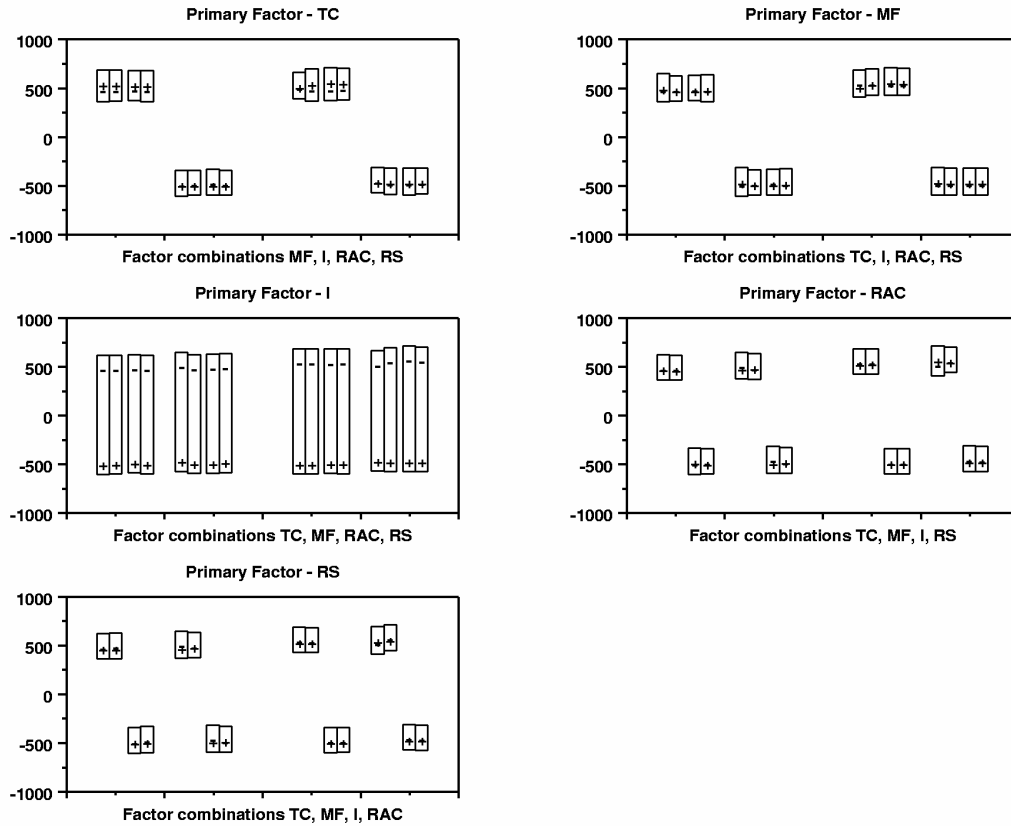 Primary Factor - TC
1000
500
0
-500
-1000
Factor combinations MF, I, RAC, RS
Primary Factor - MF
1000
500
0
-500
-1000
Factor combinations TC, I, RAC, RS
Primary Factor - I
1000
500
0
-500
-1000
Factor combinations TC, MF, RAC, RS
Primary Factor - RAC
1000
500
0
-500
-1000
Factor combinations TC, MF, I, RS
Primary Factor - RS
1000
500
0
-500
-1000
Factor combinations TC, MF, I, RAC